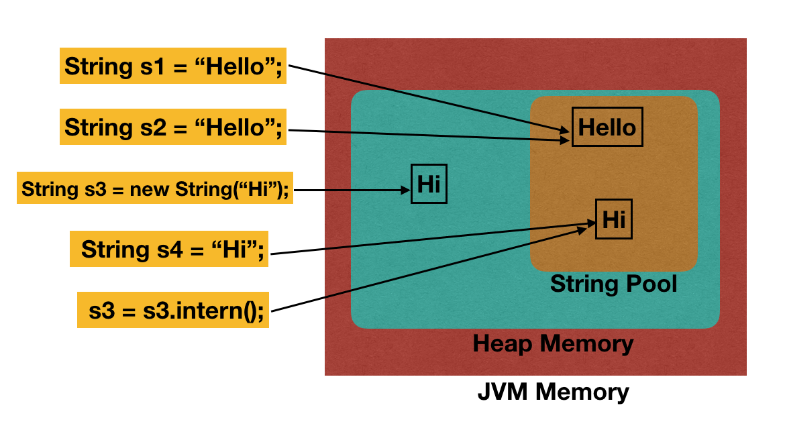 String s1 = “Hello”;
String s2 = “Hello”;
String s3 = new String(“Hi”);
String s4 = “Hi”;
s3 = s3.intern();
Hello
Hi
Hi
String Pool
Heap Memory
JVM Memory